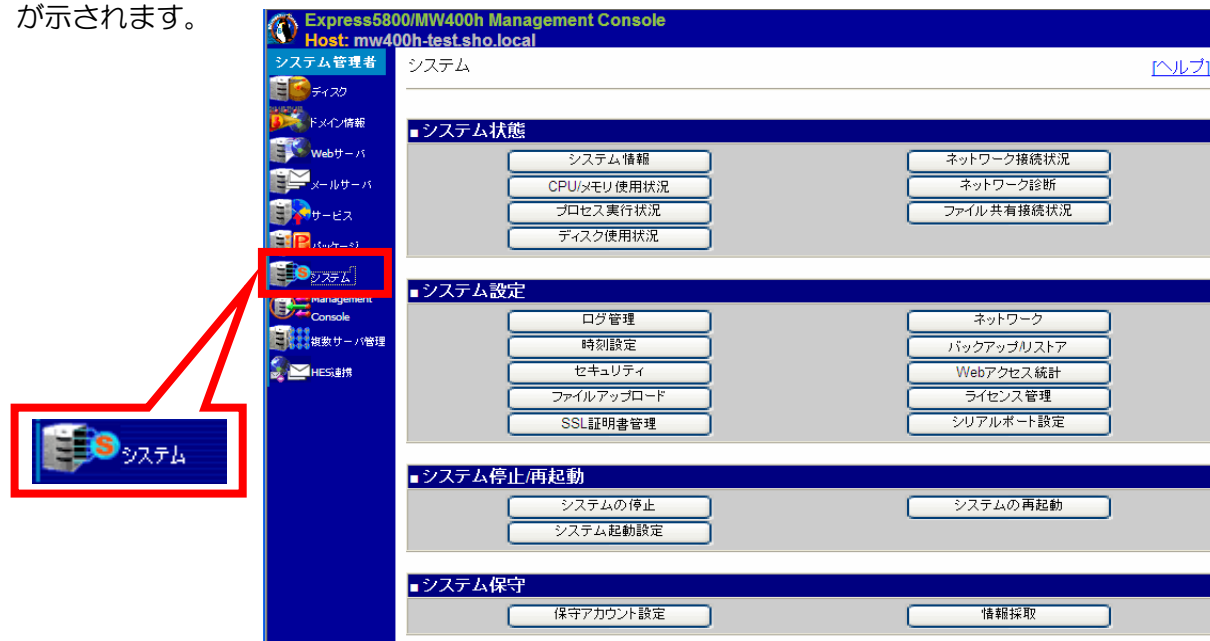 が示されます。
Express5800/MW400h Management Console
Host: mw400h-test.sho.local
システム管理者
ディスク
ドメイン情報
Webサーバ
メールサーバ
サービス
パッケージ
システム
Management
Console
複数サーバ管理
HES連携
システム
システム
[ヘルプ]
■システム状態
システム情報
ネットワーク接続状況
CPU/メモリ使用状況
ネットワーク診断
プロセス実行状況
ファイル共有接続状況
ディスク使用状況
■システム設定
ログ管理
ネットワーク
時刻設定
バックアップ/リストア
セキュリティ
Webアクセス統計
ファイルアップロード
ライセンス管理
SSL証明書管理
シリアルポート設定
■システム停止/再起動
システムの停止
システムの再起動
システム起動設定
■システム保守
保守アカウント設定
情報採取